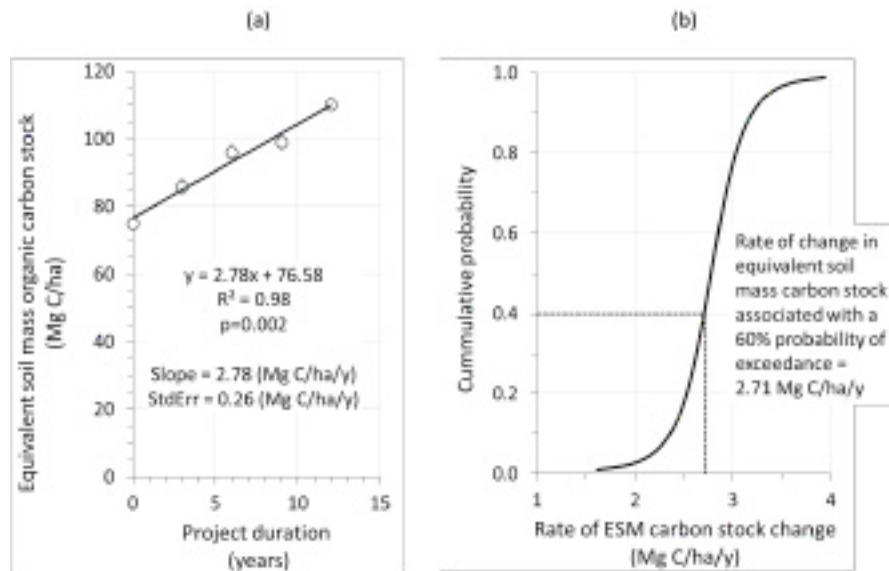 (a)
120
100
80
60
40
20
0
0
5
10
15
Equivalent soil mass organic carbon stock
(Mg C/ha)
y = 2.78x + 76.58
R² = 0.98
p=0.002
Slope = 2.78 (Mg C/ha/y)
StdErr = 0.26 (Mg C/ha/y)
Project duration
(years)
(b)
1.0
0.8
0.6
0.4
0.2
0.0
1
2
3
4
Cummulative probability
Rate of change in
equivalent soil
mass carbon stock
associated with a
60% probability of
exceedance =
2.71 Mg C/ha/y
Rate of ESM carbon stock change
(Mg C/ha/y)